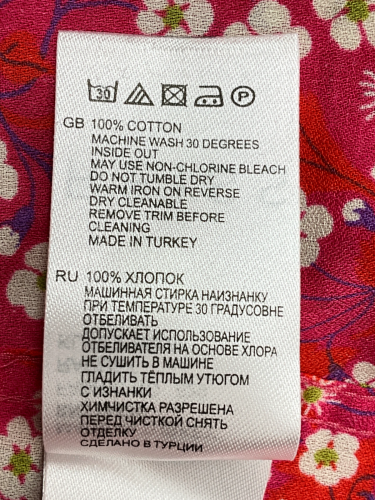 30
P
GB 100% COTTON
MACHINE WASH 30 DEGREES
INSIDE OUT
MAY USE NON-CHLORINE BLEACH
DO NOT TUMBLE DRY
WARM IRON ON REVERSE
DRY CLEANABLE
REMOVE TRIM BEFORE
CLEANING
MADE IN TURKEY
RU 100% ХЛОПОК
МАШИННАЯ СТИРКА НАИЗНАНКУ
ПРИ ТЕМПЕРАТУРЕ 30 ГРАДУСОВНЕ
ОТБЕЛИВАТЬ
ДОПУСКАЕТ ИСПОЛЬЗОВАНИЕ
ОТБЕЛИВАТЕЛЯ НА ОСНОВЕ ХЛОРА
НЕ СУШИТЬ В МАШИНЕ
ГЛАДИТЬ ТЁПЛЫМ УТЮГОМ
С ИЗНАНКИ
ХИМЧИСТКА РАЗРЕШЕНА
ПЕРЕД ЧИСТКОЙ СНЯТЬ
ОТДЕЛКУ
СДЕЛАНО В ТУРЦИИ